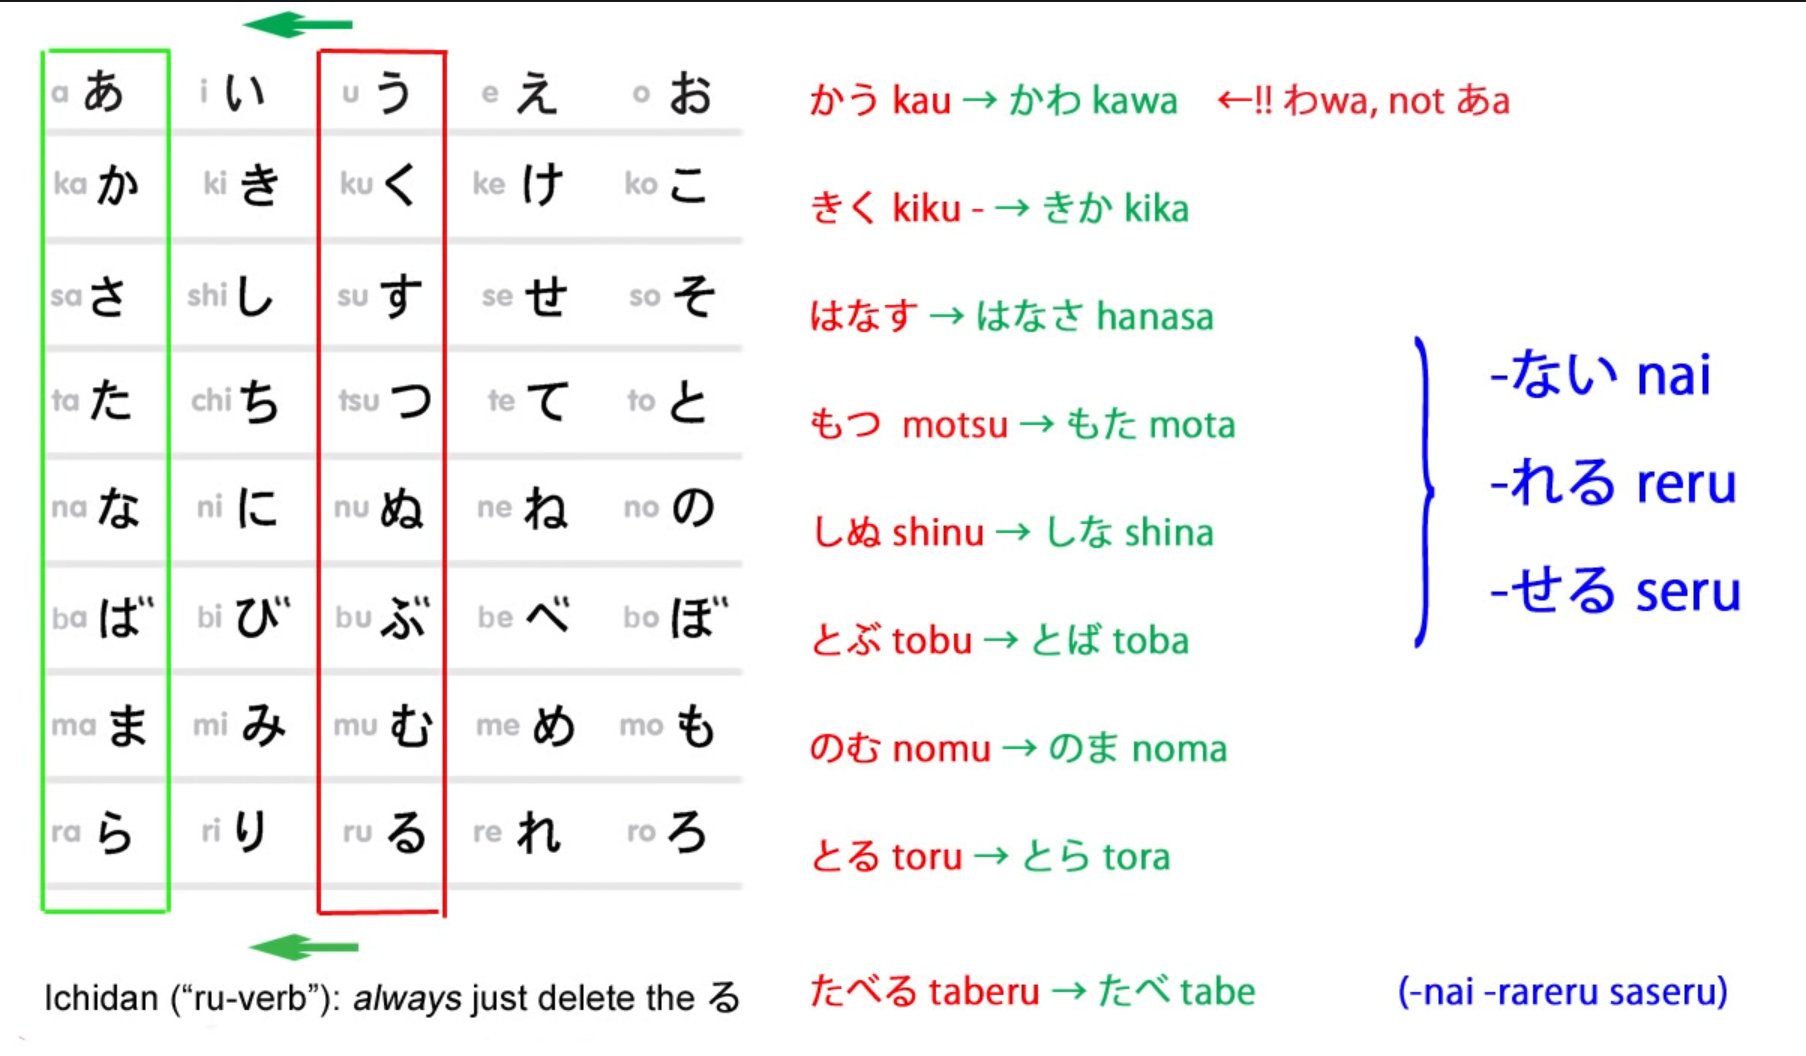 a あ i い u う e え o お かう kau → かわ kawa ←!! わwa, not あa
ka か ki き ku く ke け ko こ きく kiku - → きか kika
sa さ shi し su す se せ so そ はなす → はなさ hanasa
-ない nai
ta た chi ち tsu つ te て to と もつ motsu → もた mota
-れる reru
na な ni に nu ぬ ne ね no の しぬ shinu → しな shina
-せる seru
ba ば bi び bu ぶ be べ bo ぼ とぶ tobu → とば toba
ma ま mi み mu む me め mo も のむ nomu → のま noma
ra ら ri り ru る re れ ro ろ とる toru → とら tora
Ichidan (“ru-verb”): always just delete the る たべる taberu → たべ tabe (-nai -rareru saseru)